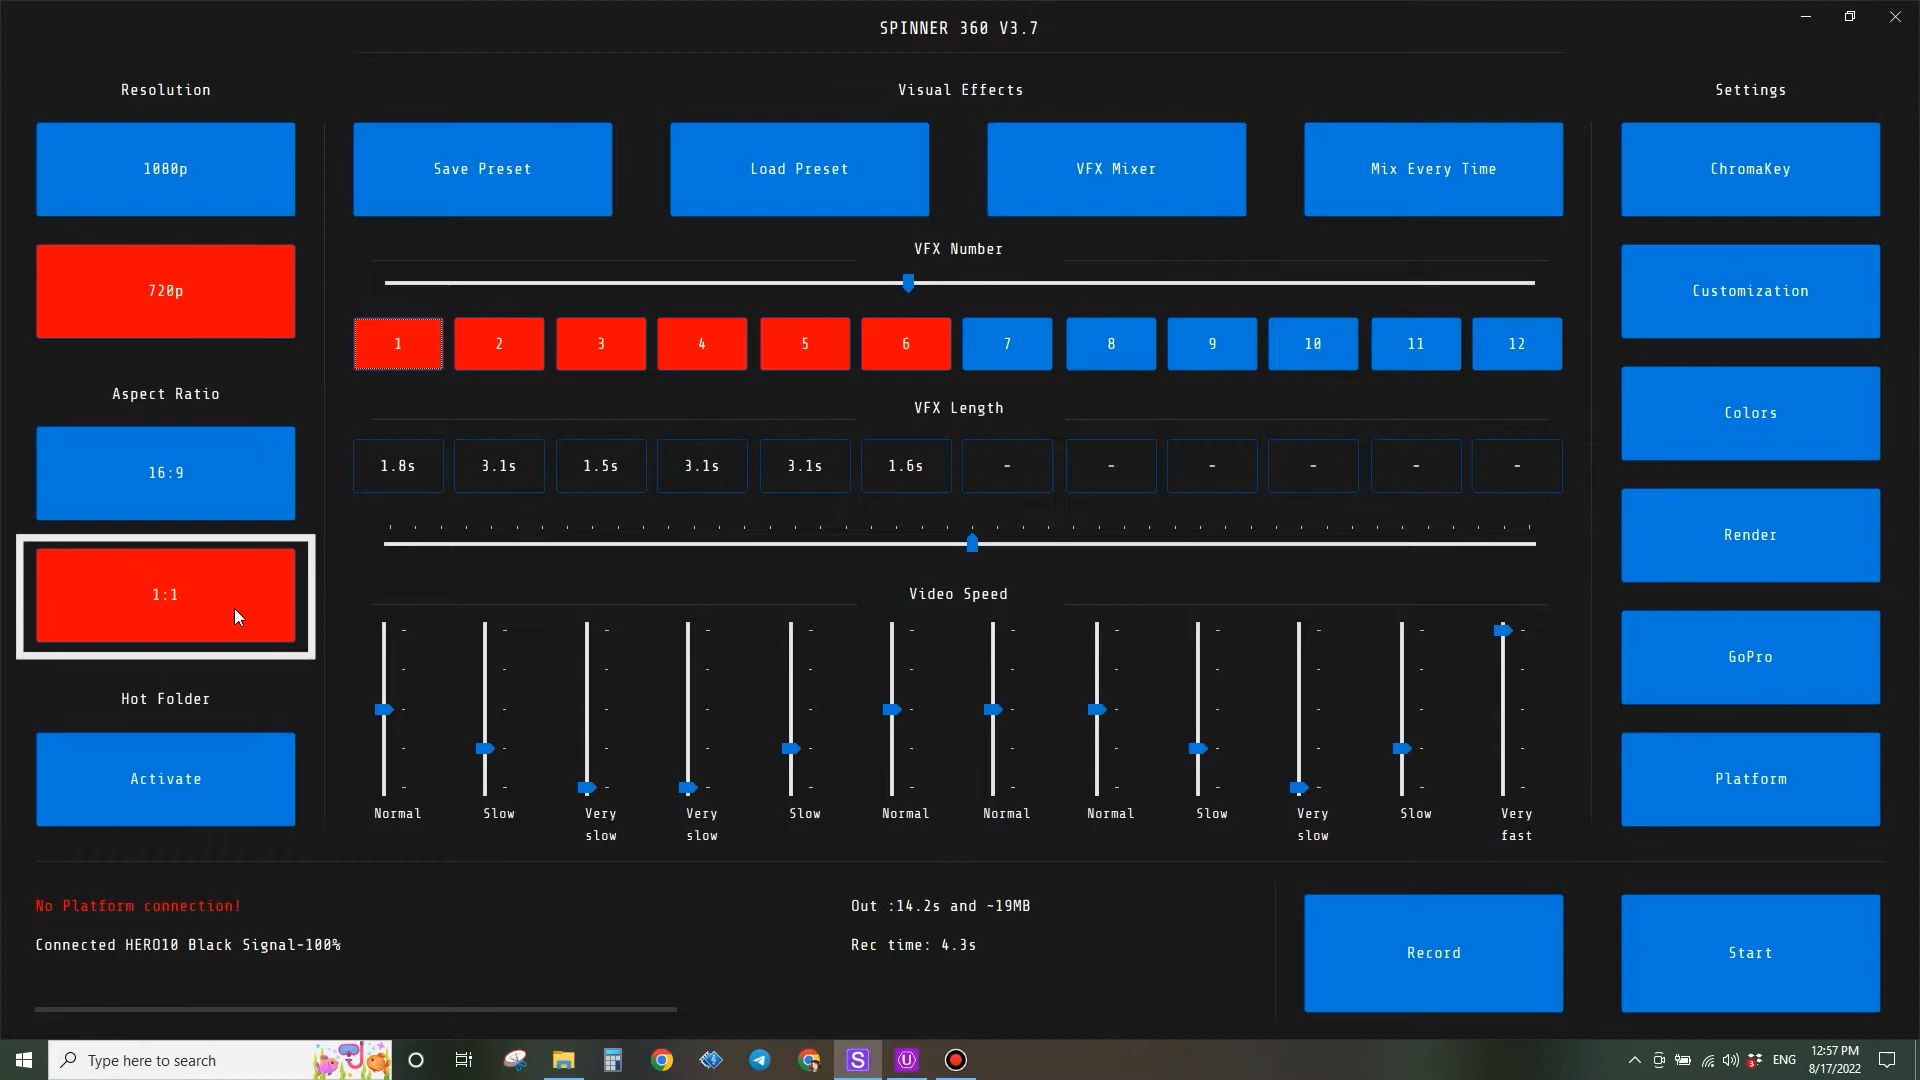 SPINNER 360 V3.7
Resolution
Visual Effects
Settings
1080p
Save Preset
Load Preset
VFX Mixer
Mix Every Time
ChromaKey
VFX Number
720p
Customization
1 2 3 4 5 6 7 8 9 10 11 12
Aspect Ratio
VFX Length
Colors
16:9
1.8s 3.1s 1.5s 3.1s 3.1s 1.6s - - - - - -
Render
1:1
Video Speed
GoPro
Hot Folder
Activate
Platform
Normal Slow Very slow Very slow Slow Normal Normal Normal Slow Very slow Slow Very fast
No Platform connection!
Out :14.2s and ~19MB
Connected HERO10 Black Signal-100%
Rec time: 4.3s
Record
Start
Type here to search
S
U
3
ENG
12:57 PM
8/17/2022